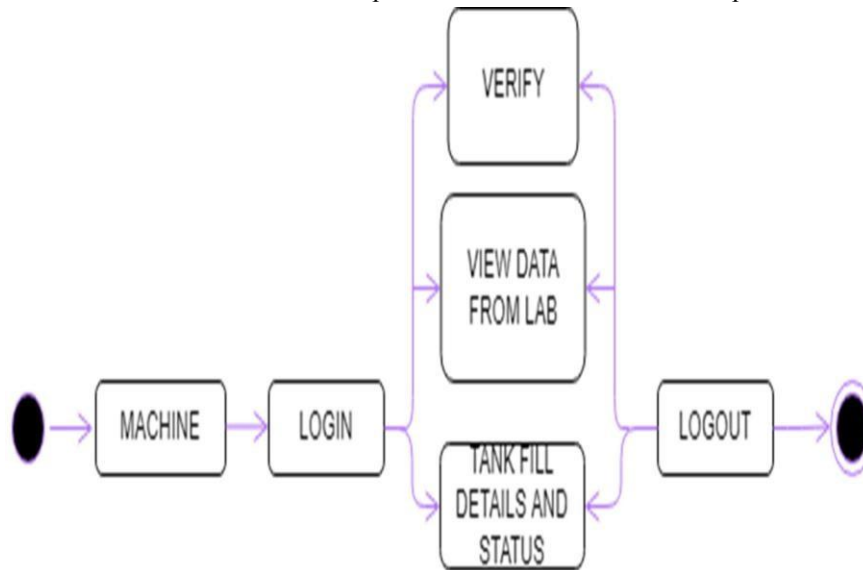 VERIFY
VIEW DATA
FROM LAB
MACHINE
LOGIN
LOGOUT
TANK FILL
DETAILS AND
STATUS